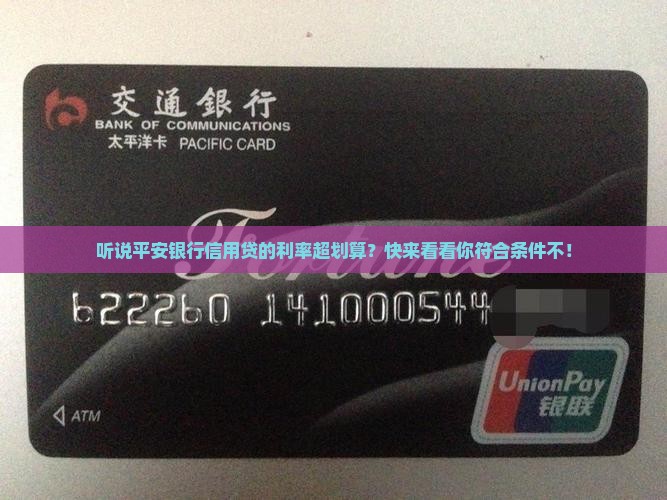 交通銀行
BANK OF COMMUNICATIONS
太平洋卡 PACIFIC CARD
Fortune
听说平安银行信用贷的利率超划算？快来看看你符合条件不！
622260 141000544
UnionPay
银联
ATM